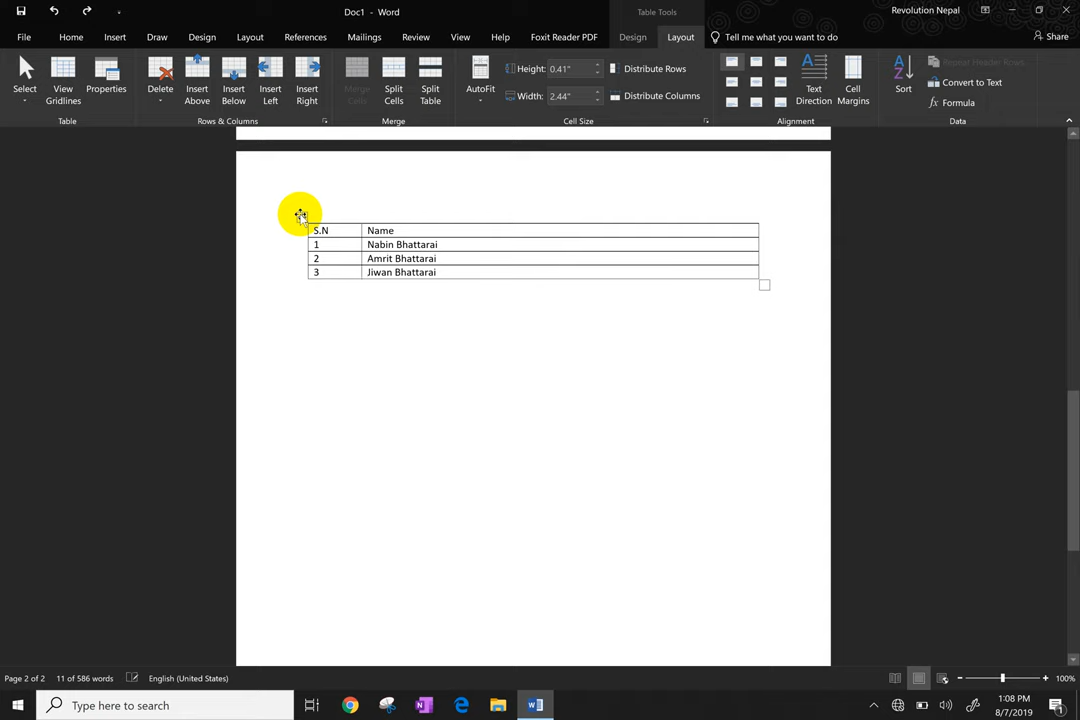 Doc1 - Word
Table Tools
Revolution Nepal
File Home Insert Draw Design Layout References Mailings Review View Help Foxit Reader PDF Design Layout Tell me what you want to do Share
Select
View Gridlines
Properties
Table
Delete
Insert Above
Insert Below
Insert Left
Insert Right
Rows & Columns
Merge Cells
Split Cells
Split Table
Merge
AutoFit
Height: 0.41"
Width: 2.44"
Distribute Rows
Distribute Columns
Cell Size
Text Direction
Cell Margins
Alignment
Sort
Repeat Header Rows
Convert to Text
fx Formula
Data
S.N Name
1 Nabin Bhattarai
2 Amrit Bhattarai
3 Jiwan Bhattarai
Page 2 of 2 11 of 586 words English (United States) 100%
Type here to search
1:08 PM
8/7/2019